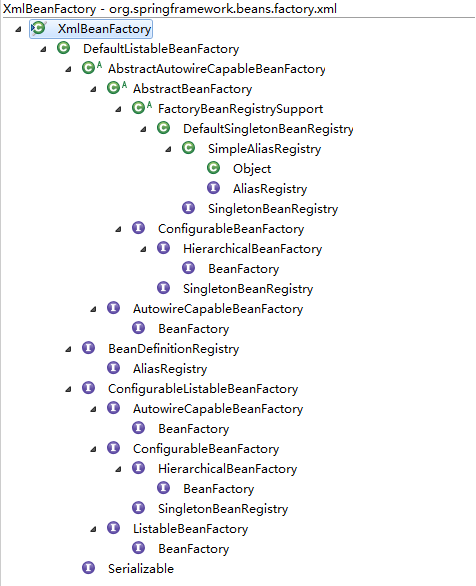 XmlBeanFactory - org.springframework.beans.factory.xml
XmlBeanFactory
DefaultListableBeanFactory
AbstractAutowireCapableBeanFactory
AbstractBeanFactory
FactoryBeanRegistrySupport
DefaultSingletonBeanRegistry
SimpleAliasRegistry
Object
AliasRegistry
SingletonBeanRegistry
ConfigurableBeanFactory
HierarchicalBeanFactory
BeanFactory
SingletonBeanRegistry
AutowireCapableBeanFactory
BeanFactory
BeanDefinitionRegistry
AliasRegistry
ConfigurableListableBeanFactory
AutowireCapableBeanFactory
BeanFactory
ConfigurableBeanFactory
HierarchicalBeanFactory
BeanFactory
SingletonBeanRegistry
ListableBeanFactory
BeanFactory
Serializable